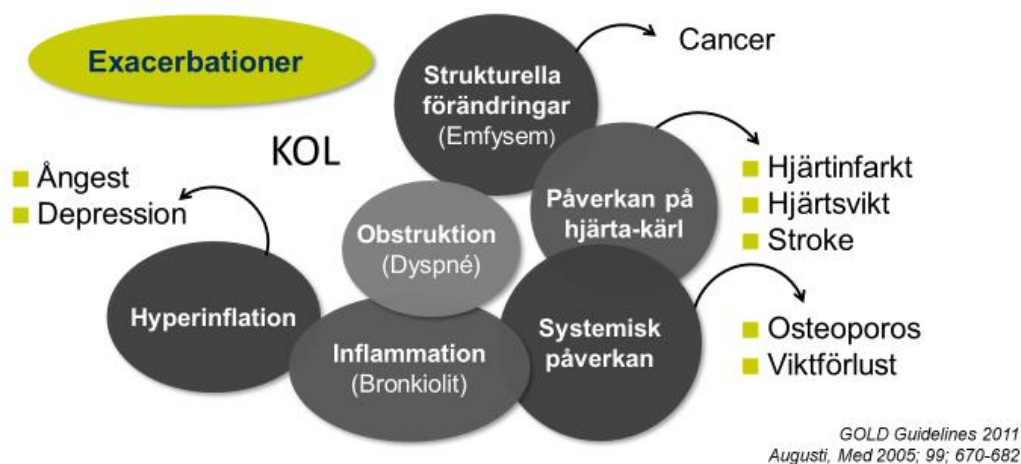 Exacerbationer
Strukturella
förändringar
(Emfysem)
Cancer
KOL
Ångest
Depression
Påverkan på
hjärta-kärl
Hjärtinfarkt
Hjärtsvikt
Stroke
Obstruktion
(Dyspné)
Hyperinflation
Inflammation
(Bronkiolit)
Systemisk
påverkan
Osteoporos
Viktförlust
GOLD Guidelines 2011
Augusti, Med 2005; 99; 670-682